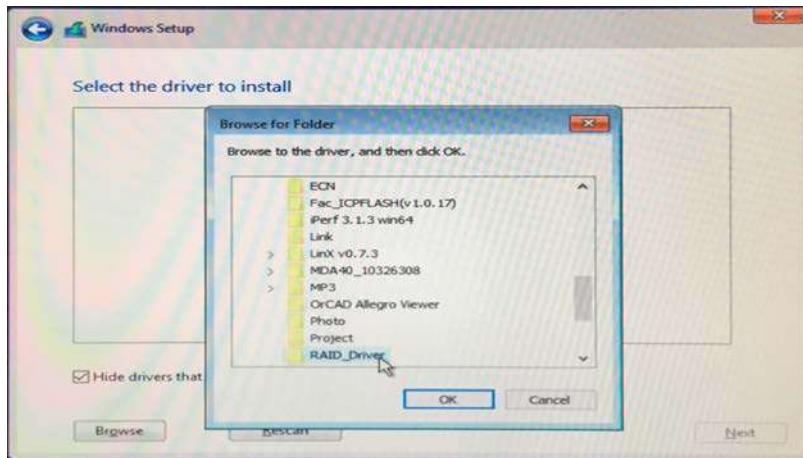 Windows Setup
Select the driver to install
Browse for Folder
Browse to the driver, and then click OK.
ECN
Fac_ICPFLASH(v1.0.17)
iPerf 3.1.3 win64
Link
LinX v0.7.3
MDA40_10326308
MP3
OrCAD Allegro Viewer
Photo
Project
RAID_Driver
Hide drivers that
OK Cancel
Browse Rescan Next